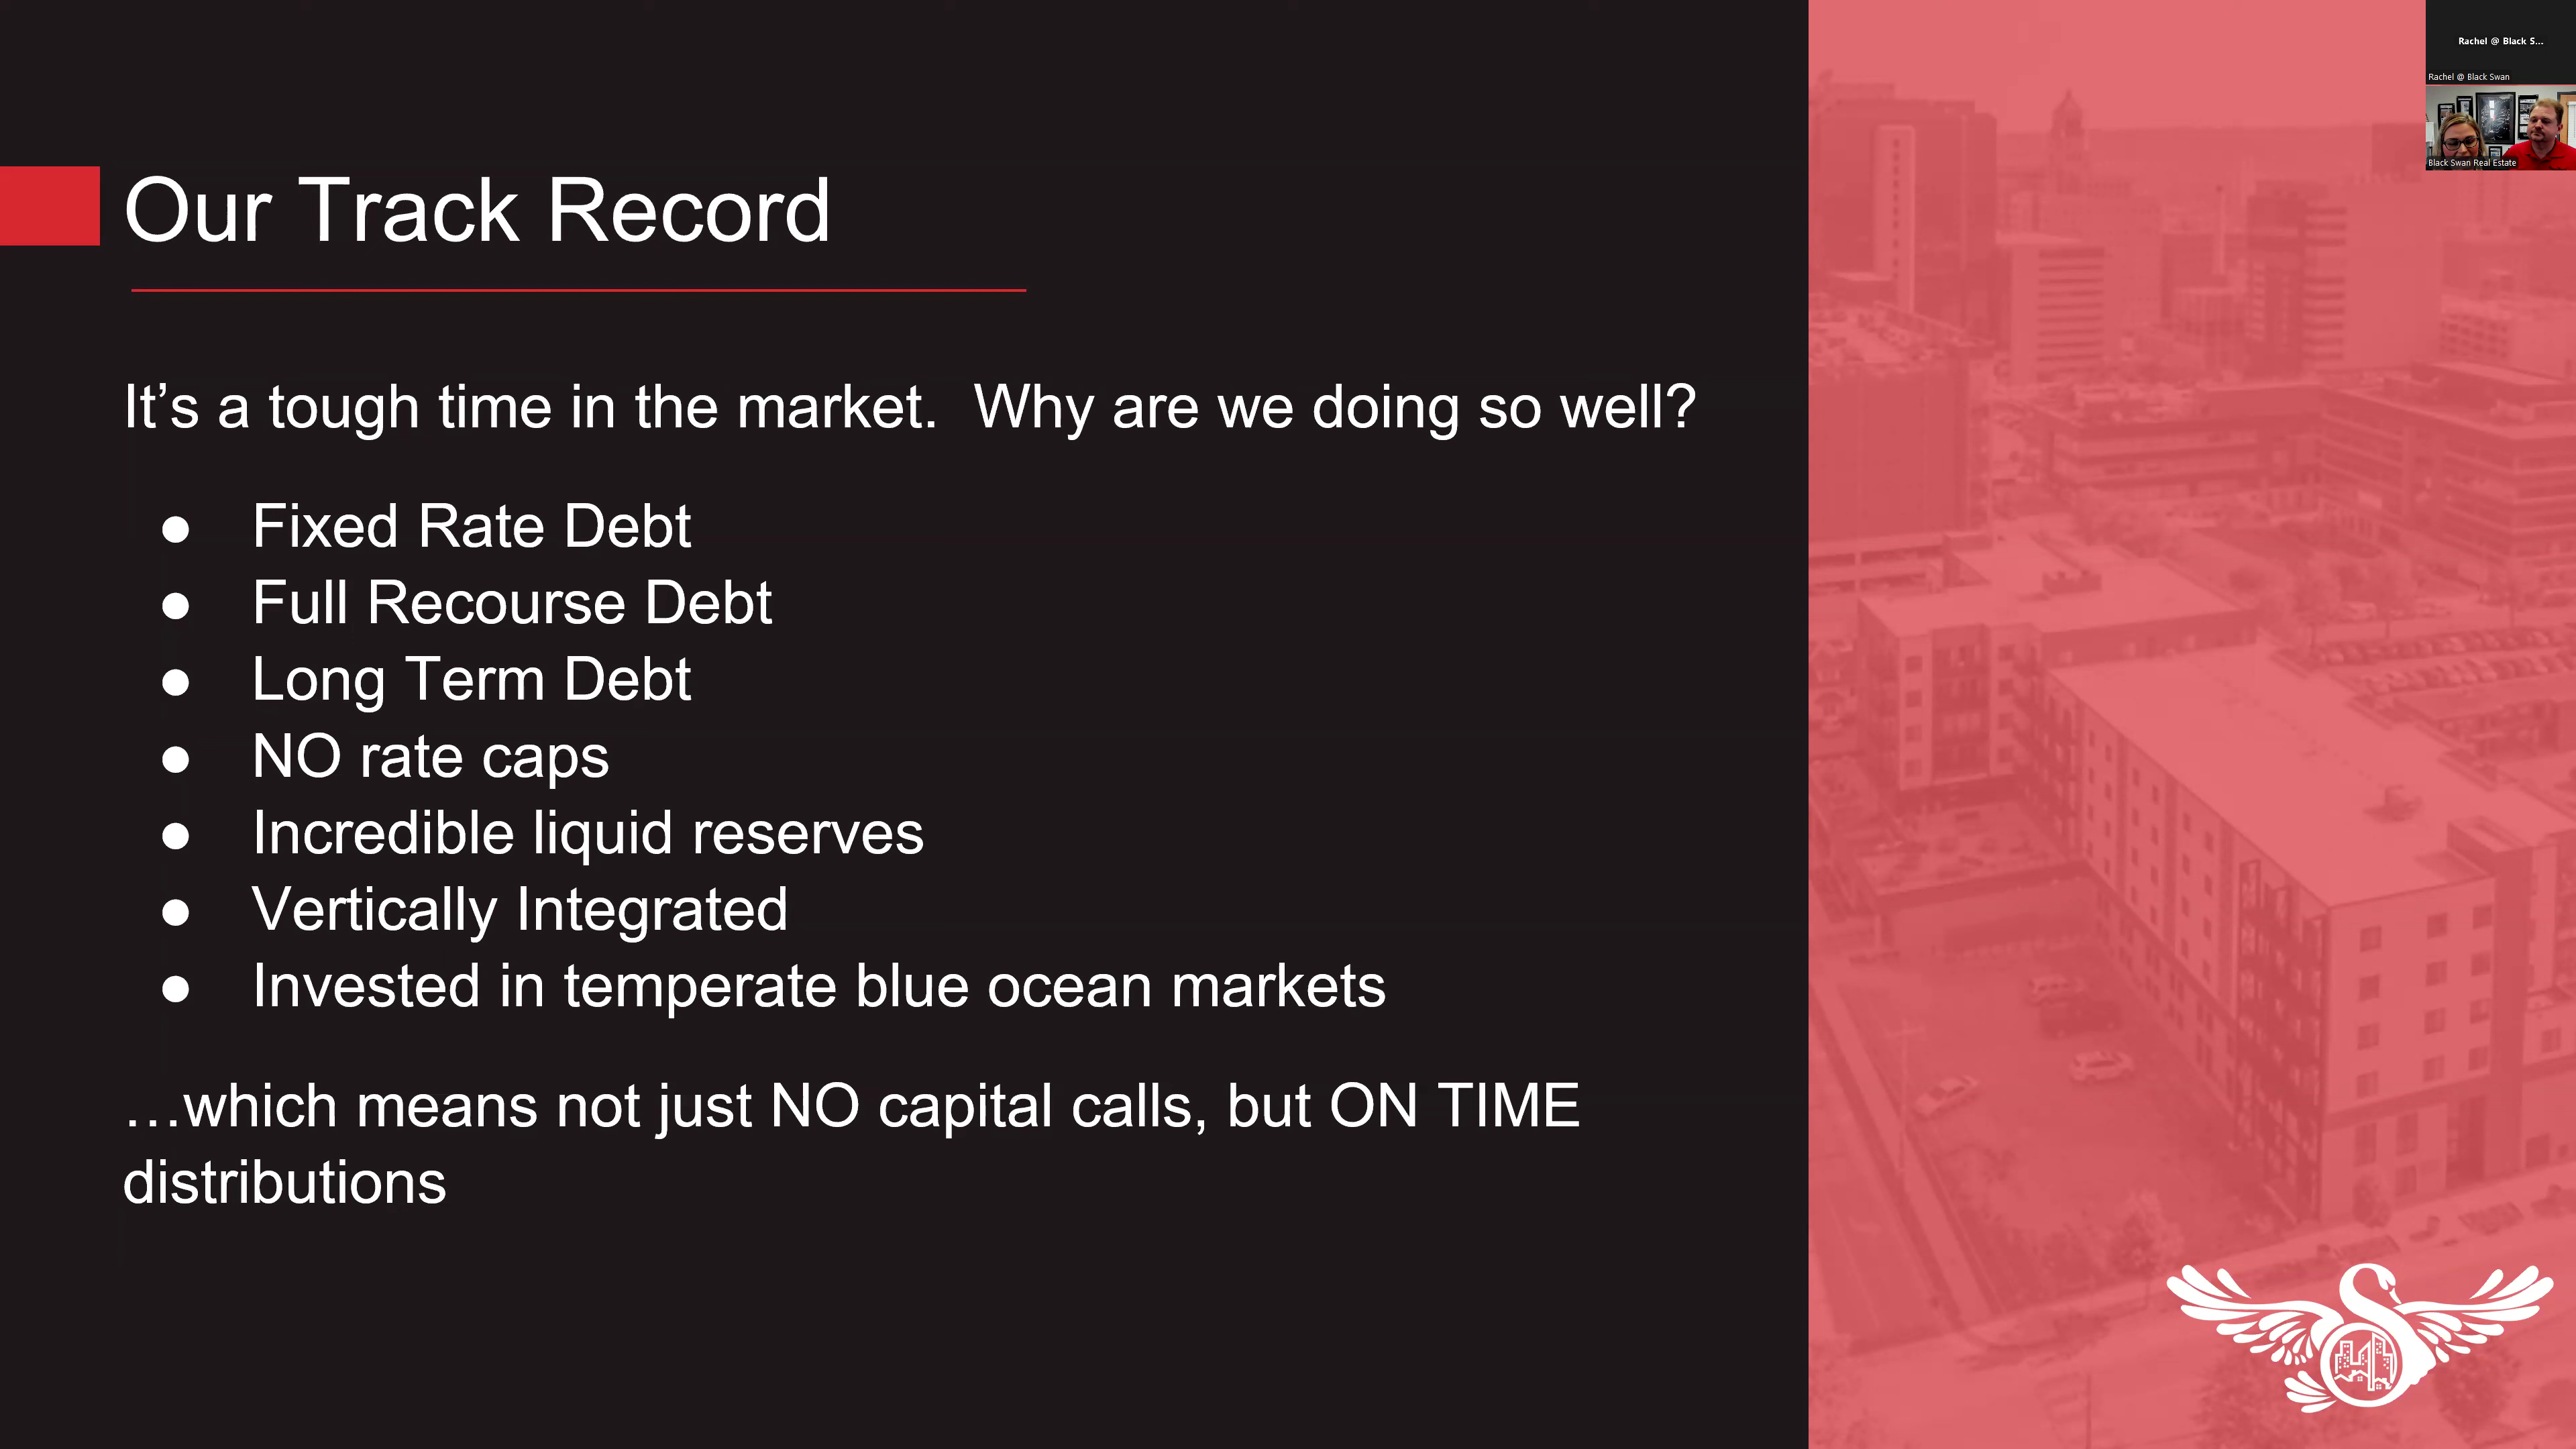 Rachel @ Black S...
Rachel @ Black Swan
Black Swan Real Estate
Our Track Record
It’s a tough time in the market.  Why are we doing so well?
● Fixed Rate Debt
● Full Recourse Debt
● Long Term Debt
● NO rate caps
● Incredible liquid reserves
● Vertically Integrated
● Invested in temperate blue ocean markets
…which means not just NO capital calls, but ON TIME
distributions